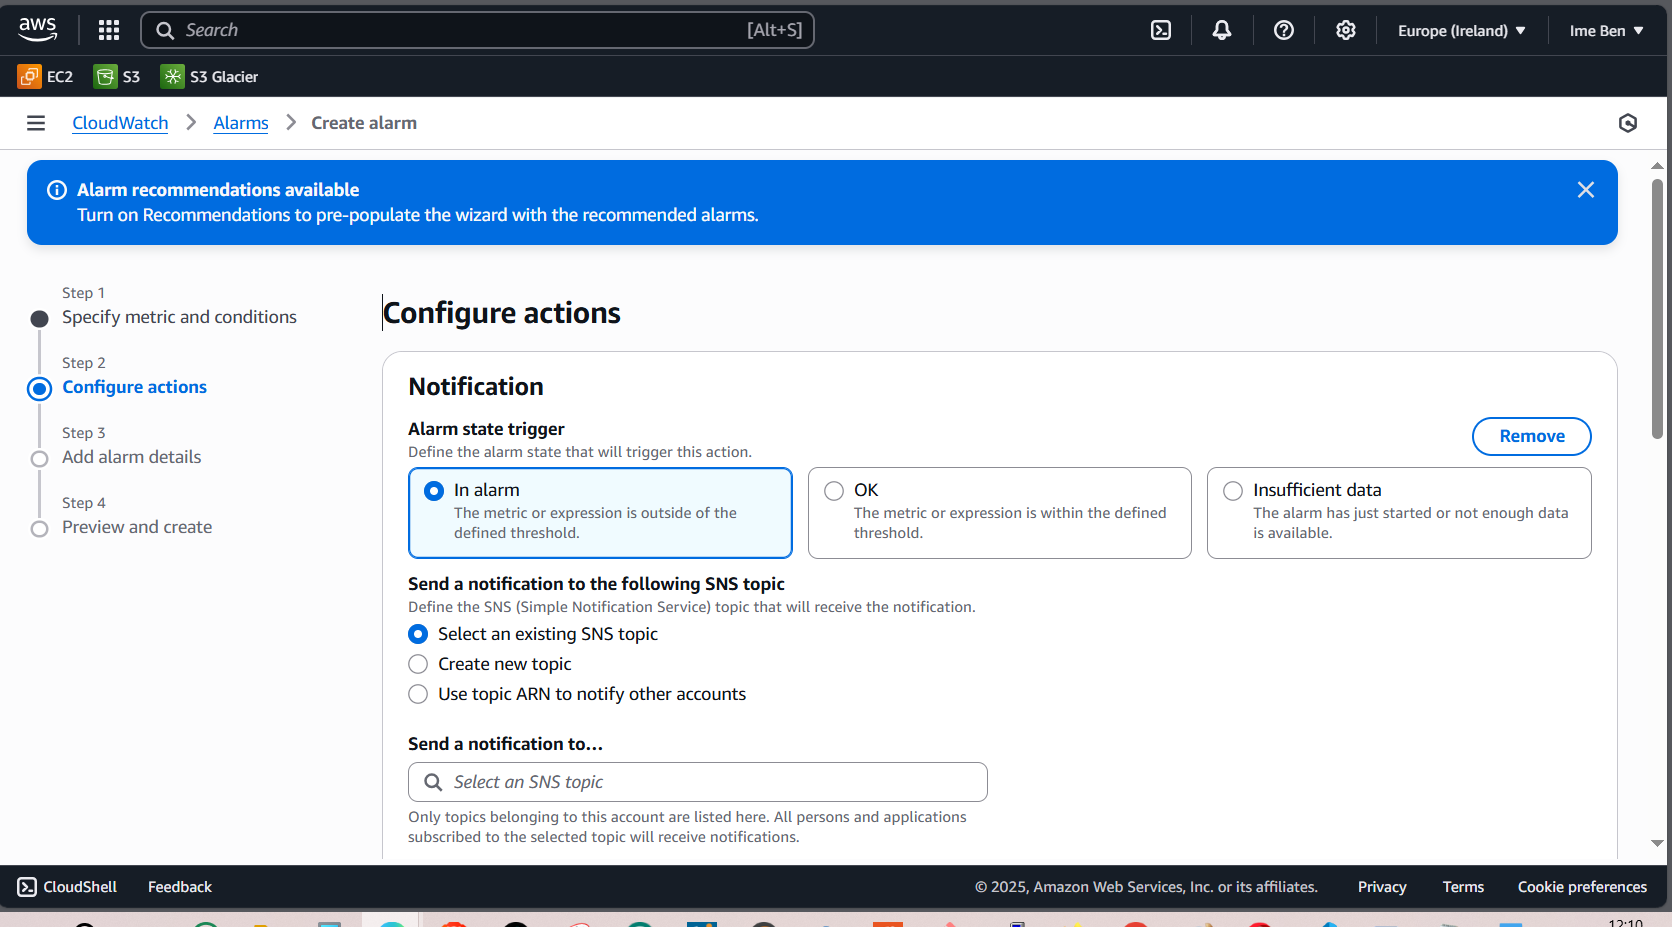 aws
Search [Alt+S] Europe (Ireland) Ime Ben
EC2 S3 S3 Glacier
CloudWatch Alarms Create alarm
Alarm recommendations available
Turn on Recommendations to pre-populate the wizard with the recommended alarms.
Step 1
Specify metric and conditions
Step 2
Configure actions
Step 3
Add alarm details
Step 4
Preview and create
Configure actions
Notification
Alarm state trigger
Define the alarm state that will trigger this action.
Remove
In alarm
The metric or expression is outside of the
defined threshold.
OK
The metric or expression is within the defined
threshold.
Insufficient data
The alarm has just started or not enough data
is available.
Send a notification to the following SNS topic
Define the SNS (Simple Notification Service) topic that will receive the notification.
Select an existing SNS topic
Create new topic
Use topic ARN to notify other accounts
Send a notification to…
Select an SNS topic
Only topics belonging to this account are listed here. All persons and applications
subscribed to the selected topic will receive notifications.
CloudShell Feedback © 2025, Amazon Web Services, Inc. or its affiliates. Privacy Terms Cookie preferences
12:10